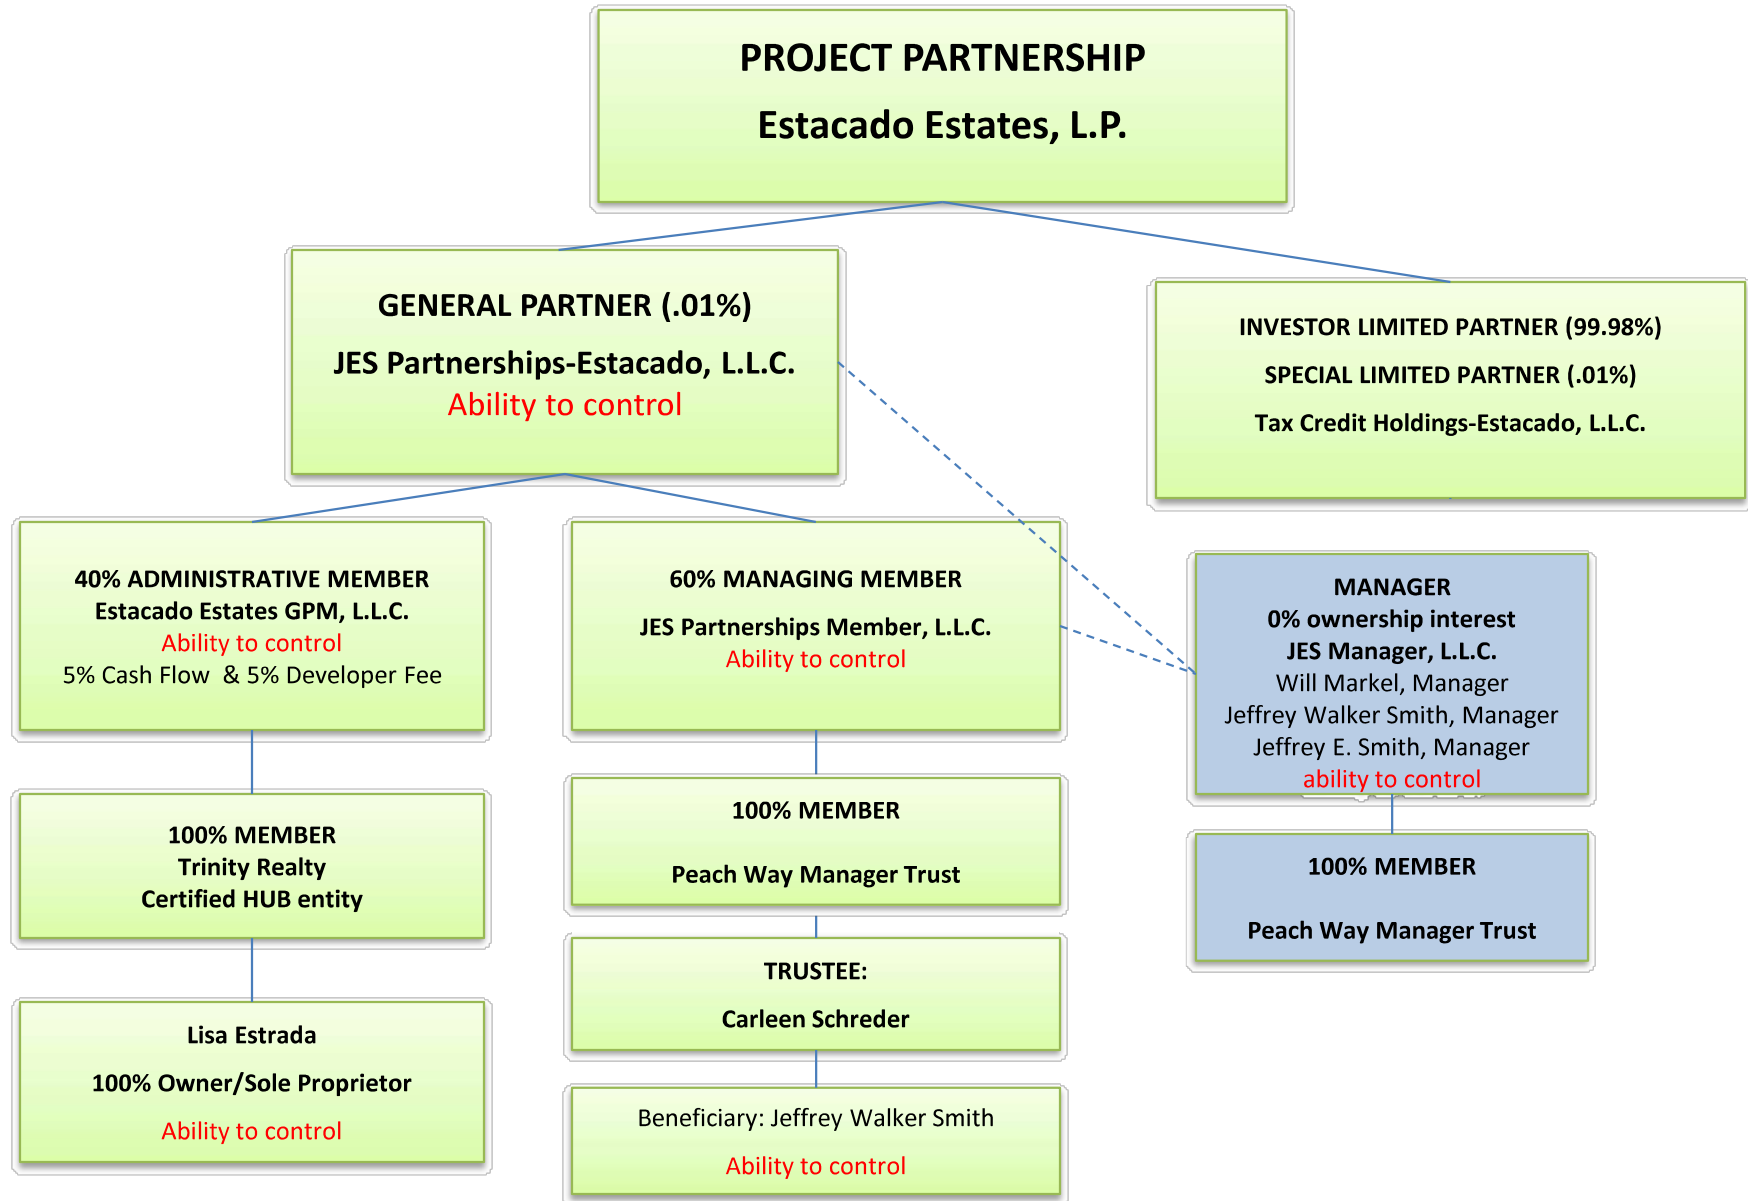 PROJECT PARTNERSHIP
Estacado Estates, L.P.
GENERAL PARTNER (.01%)
JES Partnerships-Estacado, L.L.C.
Ability to control
INVESTOR LIMITED PARTNER (99.98%)
SPECIAL LIMITED PARTNER (.01%)
Tax Credit Holdings-Estacado, L.L.C.
40% ADMINISTRATIVE MEMBER
Estacado Estates GPM, L.L.C.
Ability to control
5% Cash Flow & 5% Developer Fee
60% MANAGING MEMBER
JES Partnerships Member, L.L.C.
Ability to control
MANAGER
0% ownership interest
JES Manager, L.L.C.
Will Markel, Manager
Jeffrey Walker Smith, Manager
Jeffrey E. Smith, Manager
ability to control
100% MEMBER
Trinity Realty
Certified HUB entity
100% MEMBER
Peach Way Manager Trust
100% MEMBER
Peach Way Manager Trust
TRUSTEE:
Carleen Schreder
Lisa Estrada
100% Owner/Sole Proprietor
Ability to control
Beneficiary: Jeffrey Walker Smith
Ability to control